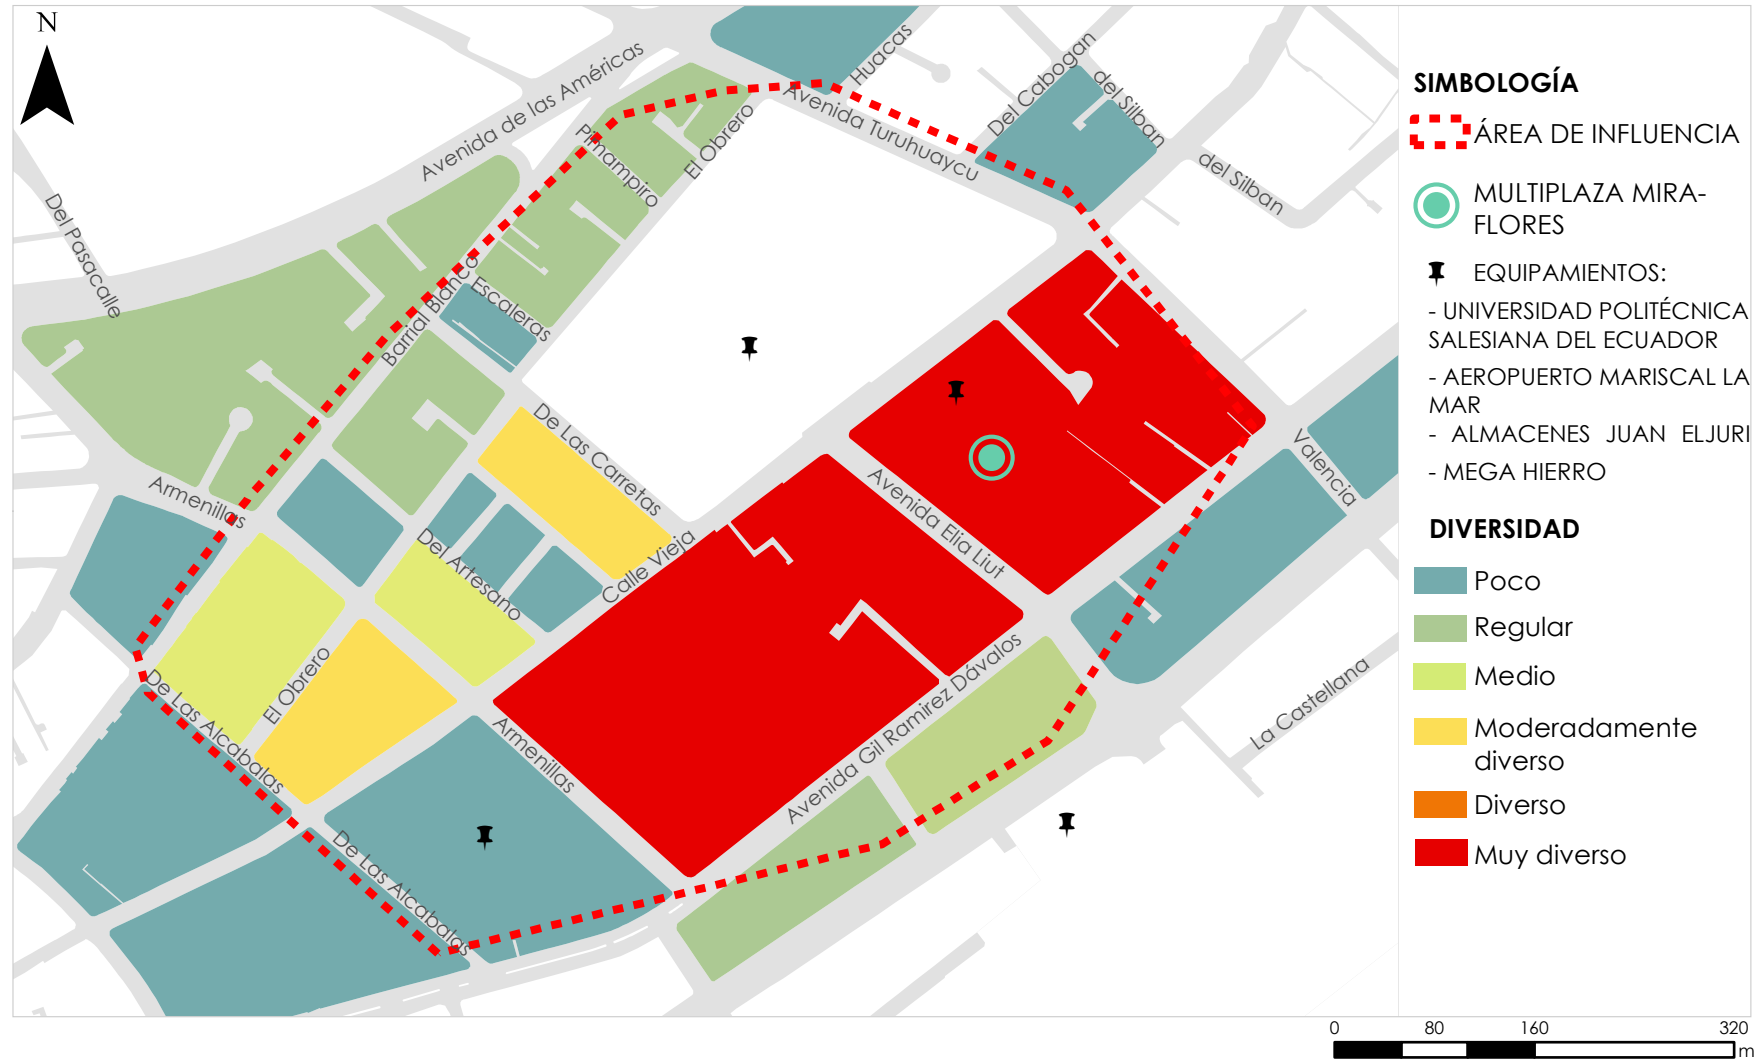 N
Huacas
Del Cabogan
del Silban
Avenida de las Américas
Avenida Turuhuaycu
El Obrero
Pimampiro
del Silban
Del Pasacalle
Barrial Blanco
Escaleras
De Las Carretas
Armenillas
Valencia
Avenida Elia Liut
Del Artesano
Calle Vieja
El Obrero
De Las Alcabalas
Armenillas
Avenida Gil Ramirez Dávalos
La Castellana
De Las Alcabalas
SIMBOLOGÍA
ÁREA DE INFLUENCIA
MULTIPLAZA MIRA-
FLORES
EQUIPAMIENTOS:
- UNIVERSIDAD POLITÉCNICA
SALESIANA DEL ECUADOR
- AEROPUERTO MARISCAL LA
MAR
- ALMACENES JUAN ELJURI
- MEGA HIERRO
DIVERSIDAD
Poco
Regular
Medio
Moderadamente
diverso
Diverso
Muy diverso
0 80 160 320
m